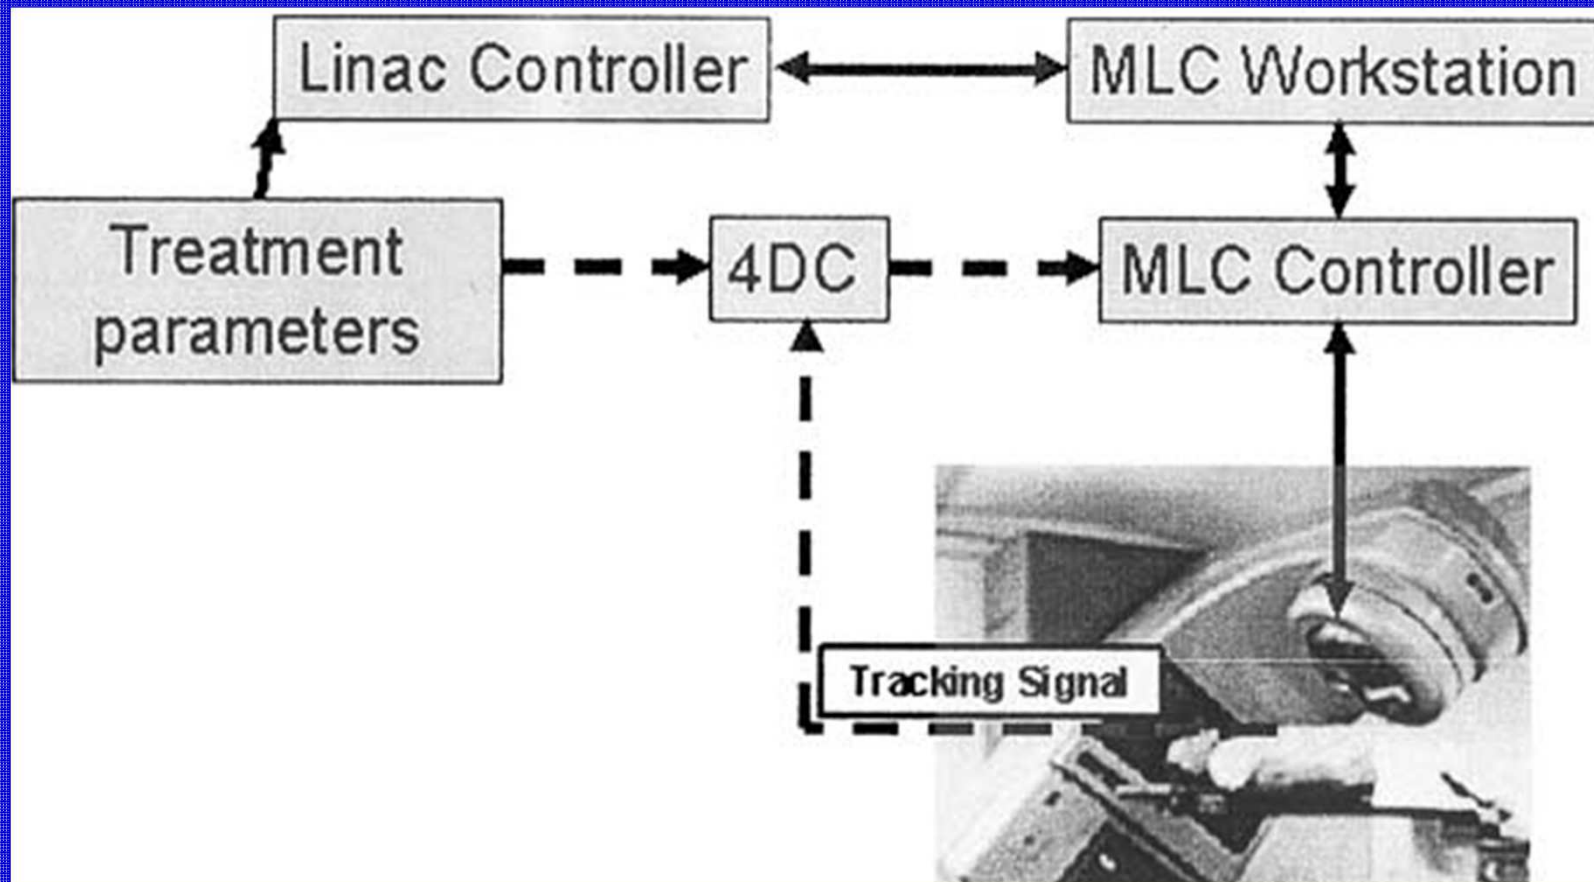 Linac Controller
MLC Workstation
Treatment
parameters
4DC
MLC Controller
Tracking Signal